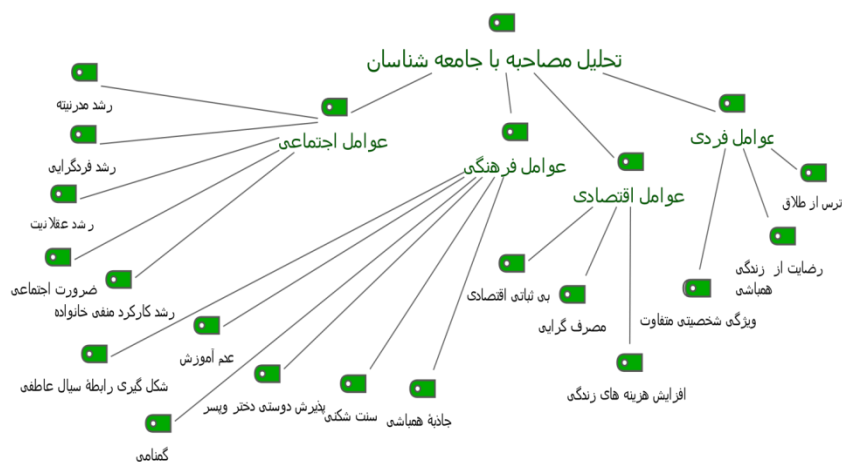 تحلیل مصاحبه با جامعه شناسان
عوامل فردی
ترس از طلاق
رضایت از زندگی
همباشی
ویژگی شخصیتی متفاوت
عوامل اقتصادی
بی ثباتی اقتصادی
مصرف گرایی
افزایش هزینه های زندگی
عوامل فرهنگی
جاذبهٔ همباشی
سنت شکنی
پذیرش دوستی دختر وپسر
عدم آموزش
گمنامی
شکل گیری رابطهٔ سیال عاطفی
عوامل اجتماعی
رشد مدرنیته
رشد فردگرایی
رشد عقلانیت
ضرورت اجتماعی
رشد کارکرد منفی خانواده